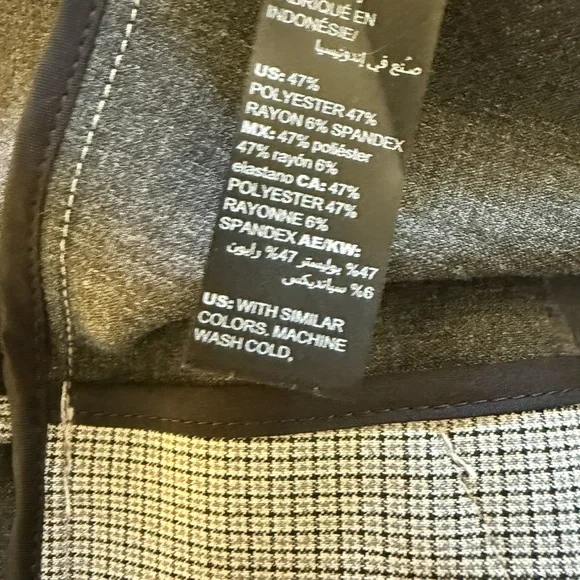 FABRIQUÉ EN
INDONÉSIE/
صنع في إندونيسيا
US: 47%
POLYESTER 47%
RAYON 6% SPANDEX
MX: 47% poliéster
47% rayón 6%
elastano CA: 47%
POLYESTER 47%
RAYONNE 6%
SPANDEX AE/KW:
47% بوليستر 47% رايون
6% سباندیكس
US: WITH SIMILAR
COLORS. MACHINE
WASH COLD,